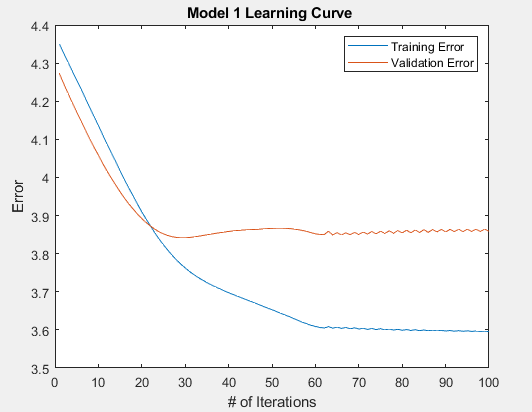 Model 1 Learning Curve
4.4
4.3
4.2
4.1
4
3.9
3.8
3.7
3.6
3.5
Error
Training Error
Validation Error
0 10 20 30 40 50 60 70 80 90 100
# of Iterations